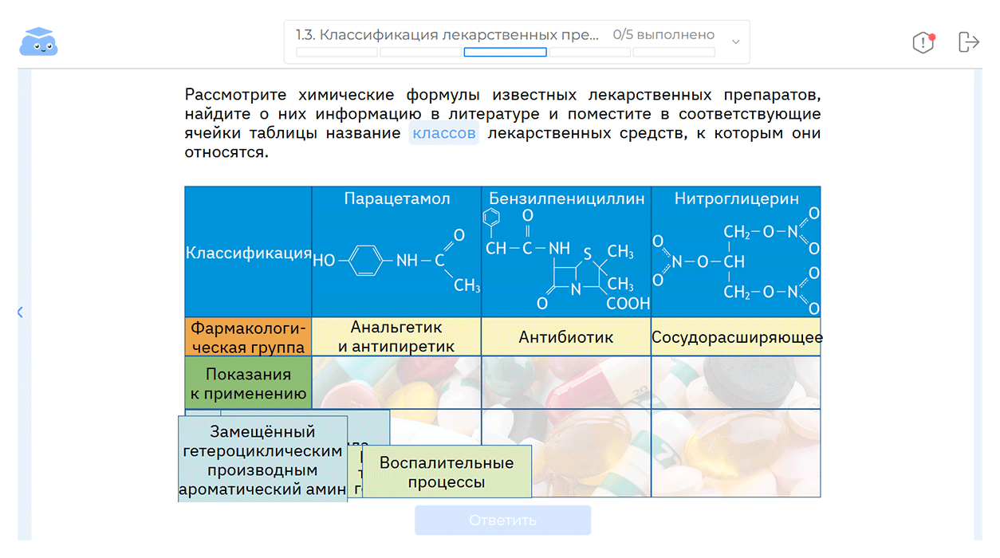 1.3. Классификация лекарственных пре...
0/5 выполнено
Рассмотрите химические формулы известных лекарственных препаратов,
найдите о них информацию в литературе и поместите в соответствующие
ячейки таблицы название классов лекарственных средств, к которым они
относятся.
Классификация
Парацетамол
HO
NH – C
O
CH₃
Бензилпенициллин
O
CH – C – NH
S
CH₃
CH₃
N
O
COOH
Нитроглицерин
O
CH₂–O–N
O
O
N–O–CH
O
O
CH₂–O–N
O
Фармакологи-
ческая группа
Анальгетик
и антипиретик
Антибиотик
Сосудорасширяющее
Показания
к применению
Замещённый
гетероциклическим
производным
ароматический амин
Воспалительные
процессы
Ответить